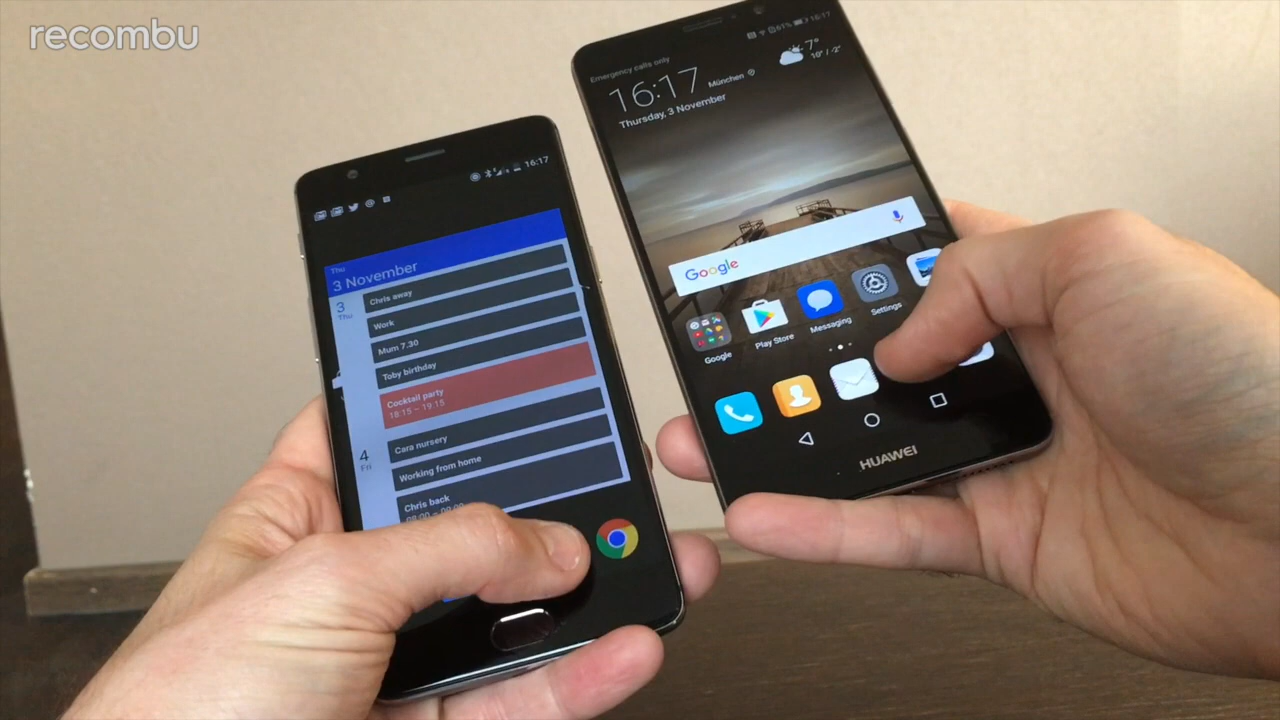 recombu
16:17
Thu
3 November
3
Thu
Chris away
Work
Mum 7.30
Toby birthday
Cocktail party
18:15 – 19:15
4
Fri
Cara nursery
Working from home
Chris back
Emergency calls only
16:17
16:17
München
Thursday, 3 November
7°
10° / -2°
Google
Google
Play Store
Messaging
Settings
HUAWEI